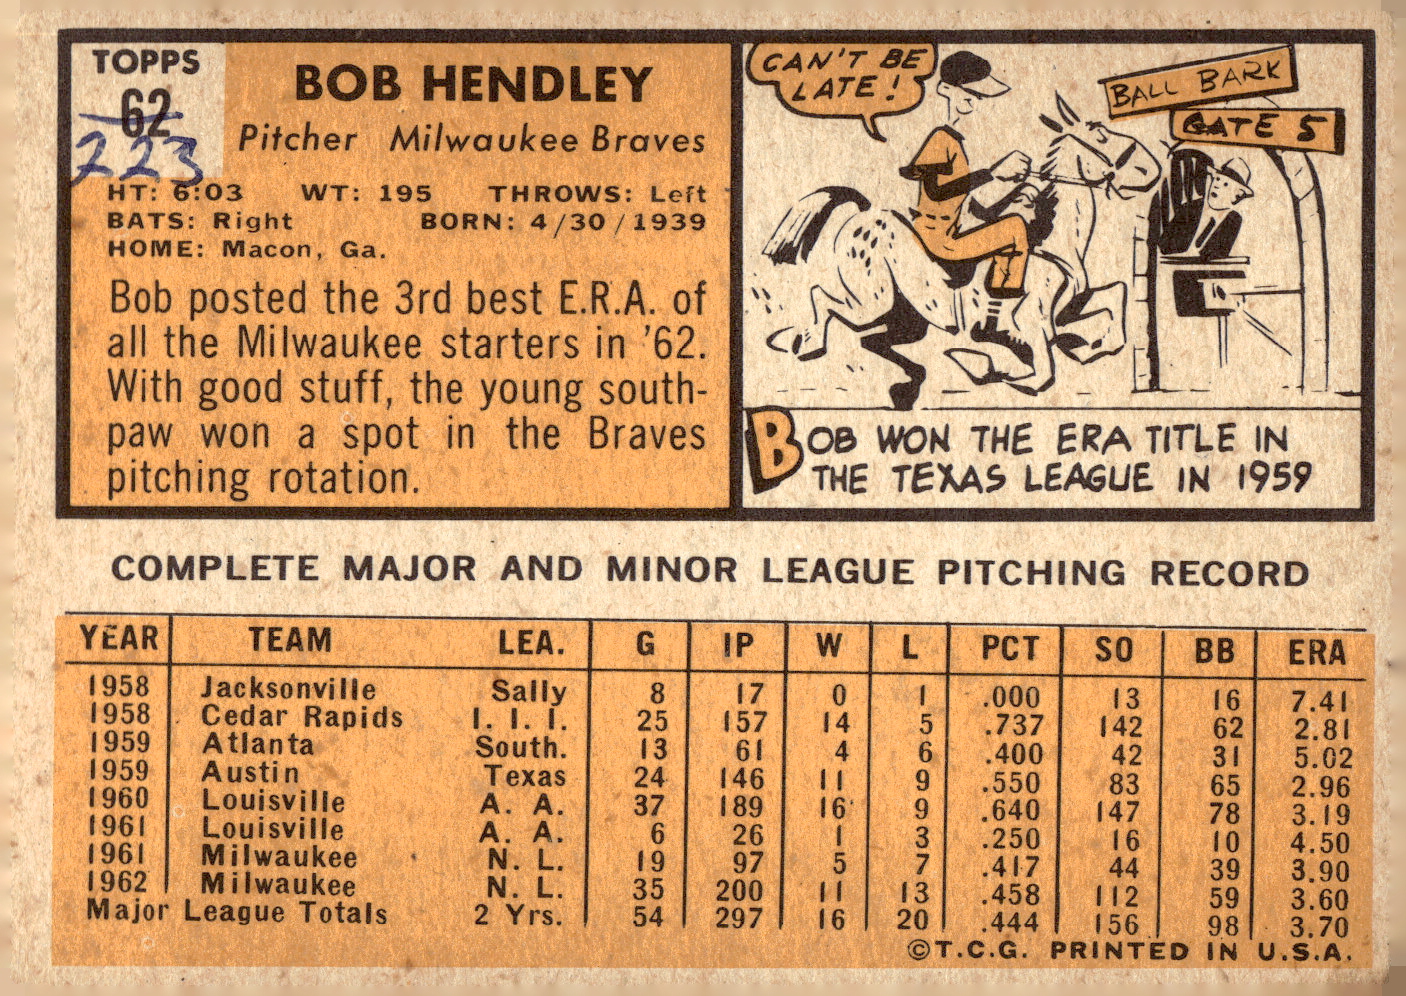 TOPPS
62
223
BOB HENDLEY
Pitcher Milwaukee Braves
HT: 6:03 WT: 195 THROWS: Left
BATS: Right BORN: 4/30/1939
HOME: Macon, Ga.
Bob posted the 3rd best E.R.A. of
all the Milwaukee starters in '62.
With good stuff, the young south-
paw won a spot in the Braves
pitching rotation.
CAN'T BE
LATE!
BALL BARK
GATE 5
BOB WON THE ERA TITLE IN
THE TEXAS LEAGUE IN 1959
COMPLETE MAJOR AND MINOR LEAGUE PITCHING RECORD
YEAR TEAM LEA. G IP W L PCT SO BB ERA
1958 Jacksonville Sally 8 17 0 1 .000 13 16 7.41
1958 Cedar Rapids I. I. I. 25 157 14 5 .737 142 62 2.81
1959 Atlanta South. 13 61 4 6 .400 42 31 5.02
1959 Austin Texas 24 146 11 9 .550 83 65 2.96
1960 Louisville A. A. 37 189 16 9 .640 147 78 3.19
1961 Louisville A. A. 6 26 1 3 .250 16 10 4.50
1961 Milwaukee N. L. 19 97 5 7 .417 44 39 3.90
1962 Milwaukee N. L. 35 200 11 13 .458 112 59 3.60
Major League Totals 2 Yrs. 54 297 16 20 .444 156 98 3.70
©T.C.G. PRINTED IN U.S.A.